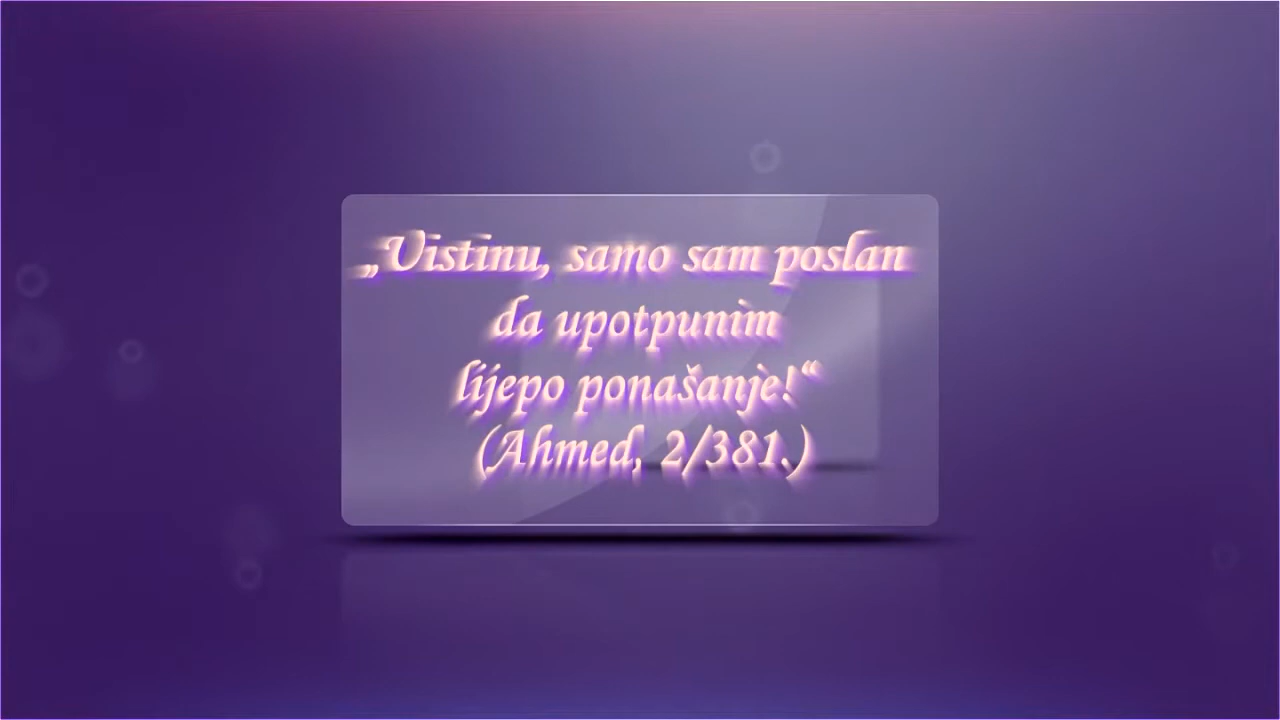 „Uistinu, samo sam poslan
da upotpunim
lijepo ponašanje!“
(Ahmed, 2/381.)